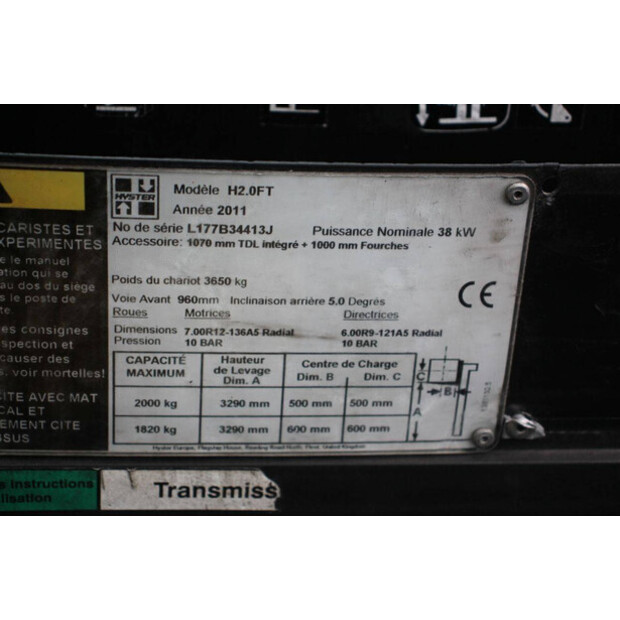 HYSTER
Modèle H2.0FT
Année 2011
No de série L177B34413J Puissance Nominale 38 kW
Accessoire: 1070 mm TDL intégré + 1000 mm Fourches
Poids du chariot 3650 kg
Voie Avant 960mm Inclinaison arrière 5.0 Degrés
Roues Motrices Directrices
Dimensions 7.00R12-136A5 Radial 6.00R9-121A5 Radial
Pression 10 BAR 10 BAR
CE
CAPACITÉ MAXIMUM Hauteur de Levage Dim. A Centre de Charge Dim. B Dim. C
2000 kg 3290 mm 500 mm 500 mm
1820 kg 3290 mm 600 mm 600 mm
C
B
A
CARISTES ET
XPERIMENTES
le manuel
ation qui se
au dos du siège
s le poste de
te.
es consignes
spection et
causer des
s. voir mortelles!
CITE AVEC MAT
CAL ET
EMENT CITE
SSUS
s instructions
ilisation
Transmiss